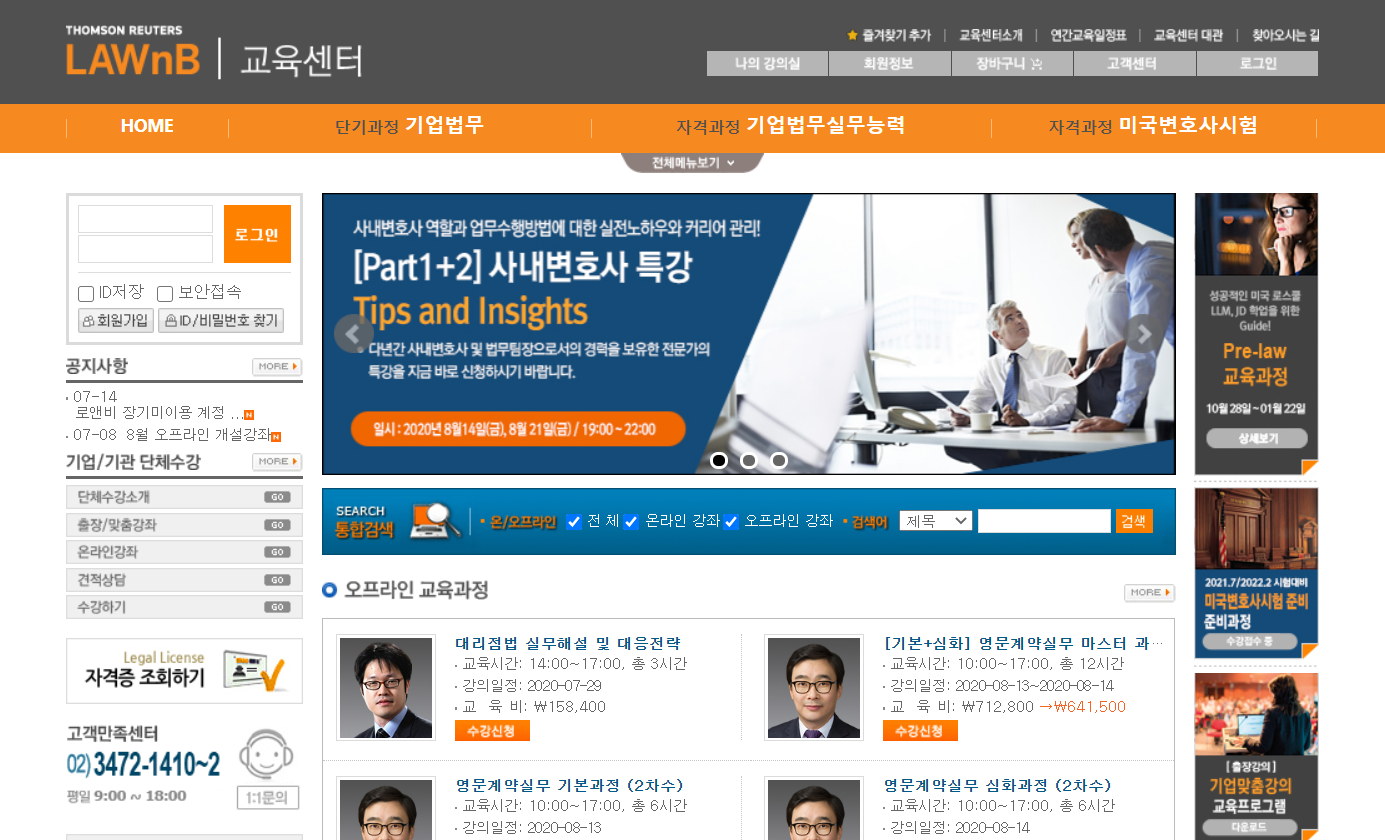 THOMSON REUTERS
LAWnB 교육센터
즐겨찾기 추가 | 교육센터소개 | 연간교육일정표 | 교육센터 대관 | 찾아오시는 길
나의 강의실 회원정보 장바구니 고객센터 로그인
HOME 단기과정 기업법무 자격과정 기업법무실무능력 자격과정 미국변호사시험
전체메뉴보기
로그인
ID저장 보안접속
회원가입 ID/비밀번호 찾기
공지사항 MORE
07-14
로앤비 장기미이용 계정 ... N
07-08 8월 오프라인 개설강좌 N
기업/기관 단체수강 MORE
단체수강소개 GO
출장/맞춤강좌 GO
온라인강좌 GO
견적상담 GO
수강하기 GO
Legal License
자격증 조회하기
고객만족센터
02) 3472-1410~2
평일 9:00 ~ 18:00
1:1문의
사내변호사 역할과 업무수행방법에 대한 실전노하우와 커리어 관리!
[Part1+2] 사내변호사 특강
Tips and Insights
다년간 사내변호사 및 법무팀장으로서의 경력을 보유한 전문가의
특강을 지금 바로 신청하시기 바랍니다.
일시 : 2020년 8월14일(금), 8월 21일(금) / 19:00 ~ 22:00
SEARCH
통합검색
온/오프라인 전 체 온라인 강좌 오프라인 강좌 검색어 제목 검색
오프라인 교육과정 MORE
대리점법 실무해설 및 대응전략
교육시간: 14:00~17:00, 총 3시간
강의일정: 2020-07-29
교 육 비: ₩158,400
수강신청
[기본+심화] 영문계약실무 마스터 과…
교육시간: 10:00~17:00, 총 12시간
강의일정: 2020-08-13~2020-08-14
교 육 비: ₩712,800 →₩641,500
수강신청
영문계약실무 기본과정 (2차수)
교육시간: 10:00~17:00, 총 6시간
강의일정: 2020-08-13
영문계약실무 심화과정 (2차수)
교육시간: 10:00~17:00, 총 6시간
강의일정: 2020-08-14
성공적인 미국 로스쿨
LLM, JD 학업을 위한
Guide!
Pre-law
교육과정
10월 28일~01월 22일
상세보기
2021.7/2022.2 시험대비
미국변호사시험 준비
준비과정
수강접수 중
[ 출장강의 ]
기업맞춤강의
교육프로그램
다운로드